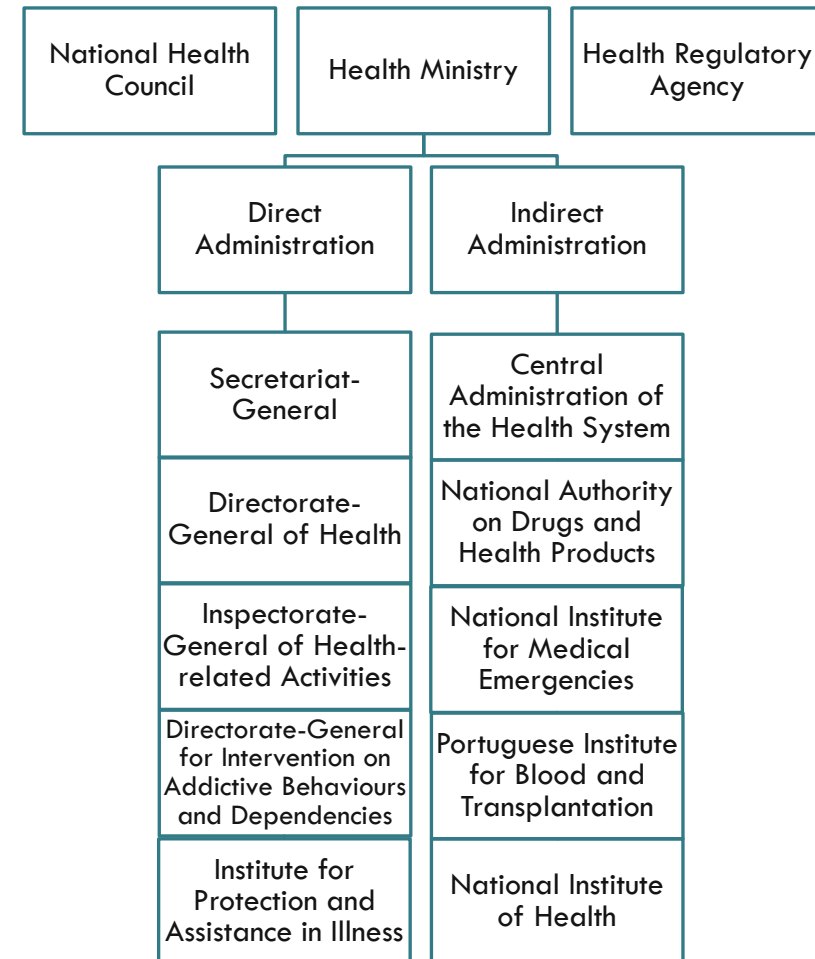 National Health
Council
Health Ministry
Health Regulatory
Agency
Direct
Administration
Indirect
Administration
Secretariat-
General
Directorate-
General of Health
Inspectorate-
General of Health-
related Activities
Directorate-General
for Intervention on
Addictive Behaviours
and Dependencies
Institute for
Protection and
Assistance in Illness
Central
Administration of
the Health System
National Authority
on Drugs and
Health Products
National Institute
for Medical
Emergencies
Portuguese Institute
for Blood and
Transplantation
National Institute
of Health